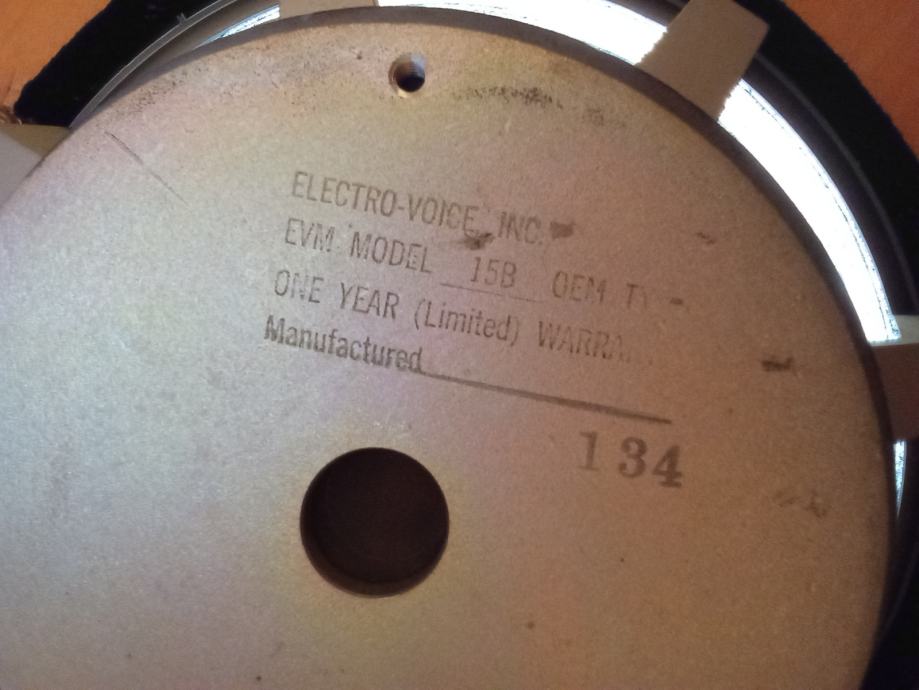 ELECTRO-VOICE, INC.
EVM MODEL 15B OEM
ONE YEAR (Limited)
Manufactured
134